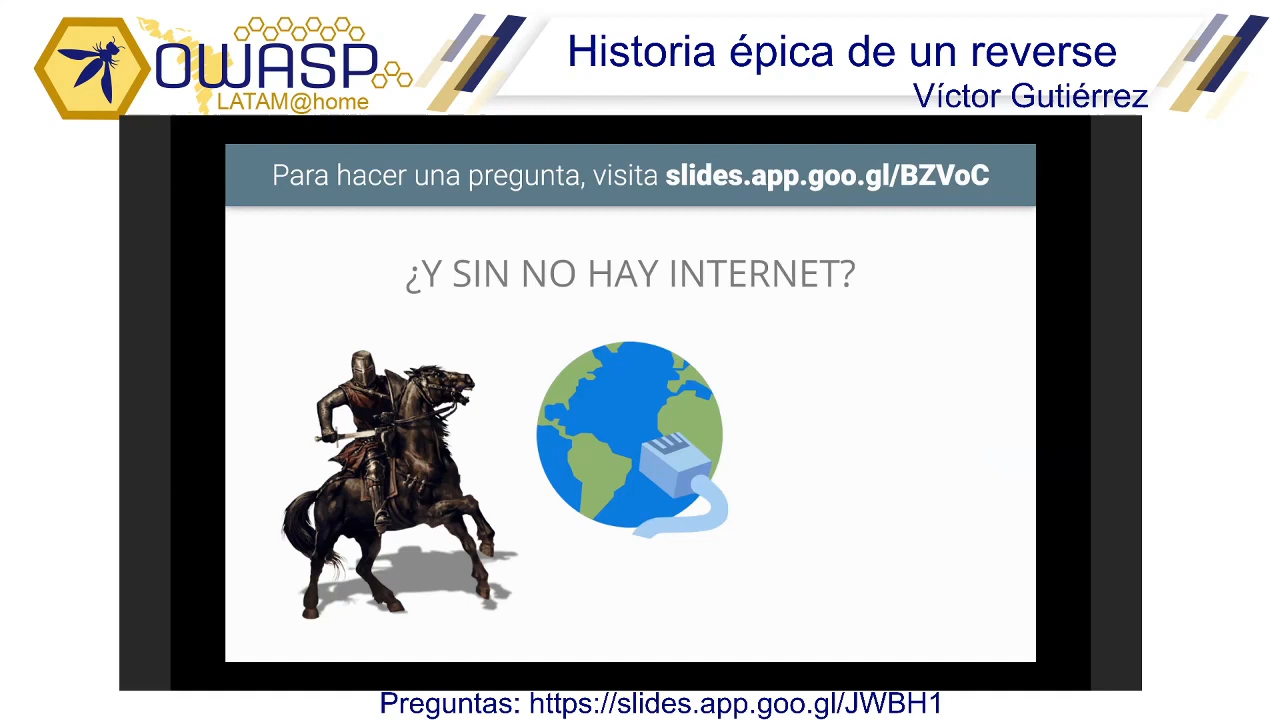 OWASP
LATAM@home
Historia épica de un reverse
Víctor Gutiérrez
Para hacer una pregunta, visita slides.app.goo.gl/BZVoC
¿Y SIN NO HAY INTERNET?
Preguntas: https://slides.app.goo.gl/JWBH1